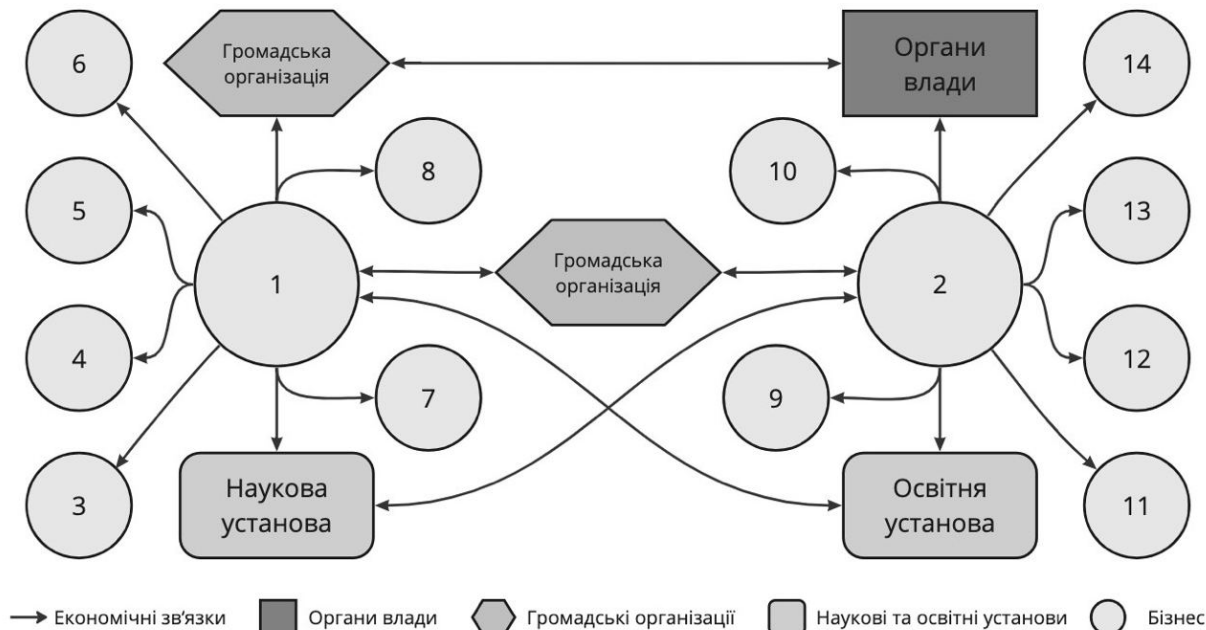 6
Громадська
організація
Органи
влади
14
5
8
10
13
1
Громадська
організація
2
4
7
9
12
3
Наукова
установа
Освітня
установа
11
Економічні зв'язки
Органи влади
Громадські організації
Наукові та освітні установи
Бізнес